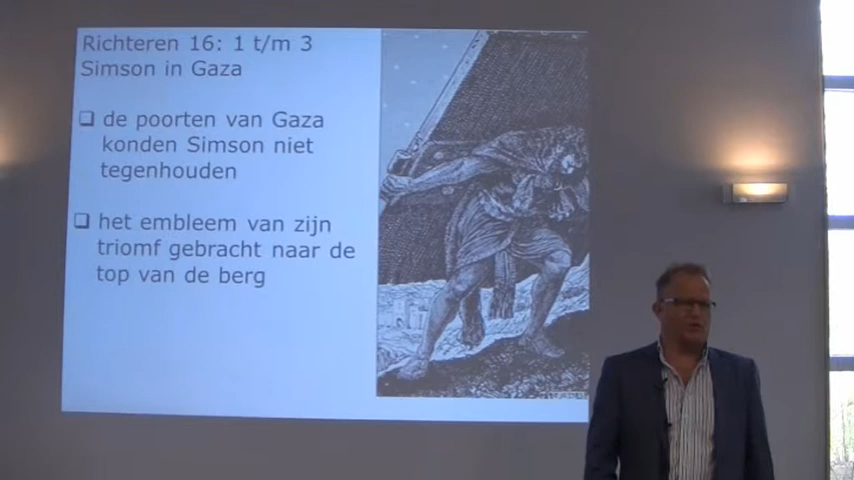 Richteren 16: 1 t/m 3
Simson in Gaza
de poorten van Gaza
konden Simson niet
tegenhouden
het embleem van zijn
triomf gebracht naar de
top van de berg